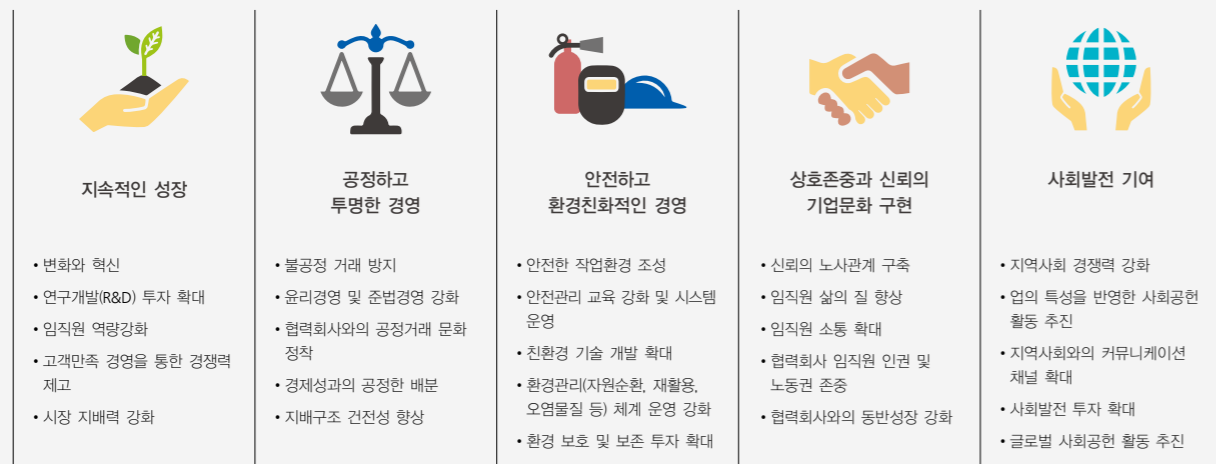 지속적인 성장
• 변화와 혁신
• 연구개발(R&D) 투자 확대
• 임직원 역량강화
• 고객만족 경영을 통한 경쟁력
제고
• 시장 지배력 강화
공정하고
투명한 경영
• 불공정 거래 방지
• 윤리경영 및 준법경영 강화
• 협력회사와의 공정거래 문화
정착
• 경제성과의 공정한 배분
• 지배구조 건전성 향상
안전하고
환경친화적인 경영
• 안전한 작업환경 조성
• 안전관리 교육 강화 및 시스템
운영
• 친환경 기술 개발 확대
• 환경관리(자원순환, 재활용,
오염물질 등) 체계 운영 강화
• 환경 보호 및 보존 투자 확대
상호존중과 신뢰의
기업문화 구현
• 신뢰의 노사관계 구축
• 임직원 삶의 질 향상
• 임직원 소통 확대
• 협력회사 임직원 인권 및
노동권 존중
• 협력회사와의 동반성장 강화
사회발전 기여
• 지역사회 경쟁력 강화
• 업의 특성을 반영한 사회공헌
활동 추진
• 지역사회와의 커뮤니케이션
채널 확대
• 사회발전 투자 확대
• 글로벌 사회공헌 활동 추진